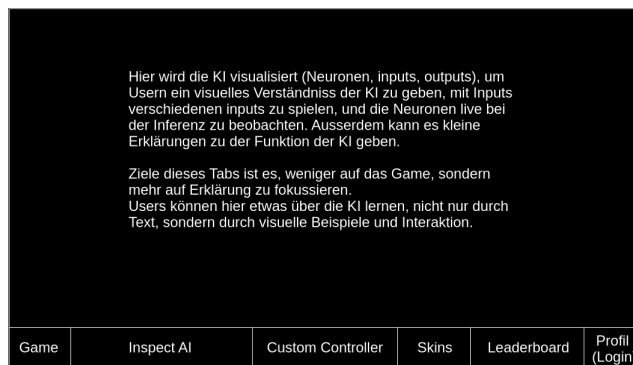 Hier wird die KI visualisiert (Neuronen, inputs, outputs), um
Usern ein visuelles Verständniss der KI zu geben, mit Inputs
verschiedenen inputs zu spielen, und die Neuronen live bei
der Inferenz zu beobachten. Ausserdem kann es kleine
Erklärungen zu der Funktion der KI geben.

Ziele dieses Tabs ist es, weniger auf das Game, sondern
mehr auf Erklärung zu fokussieren.
Users können hier etwas über die KI lernen, nicht nur durch
Text, sondern durch visuelle Beispiele und Interaktion.

Game Inspect AI Custom Controller Skins Leaderboard Profil
(Login